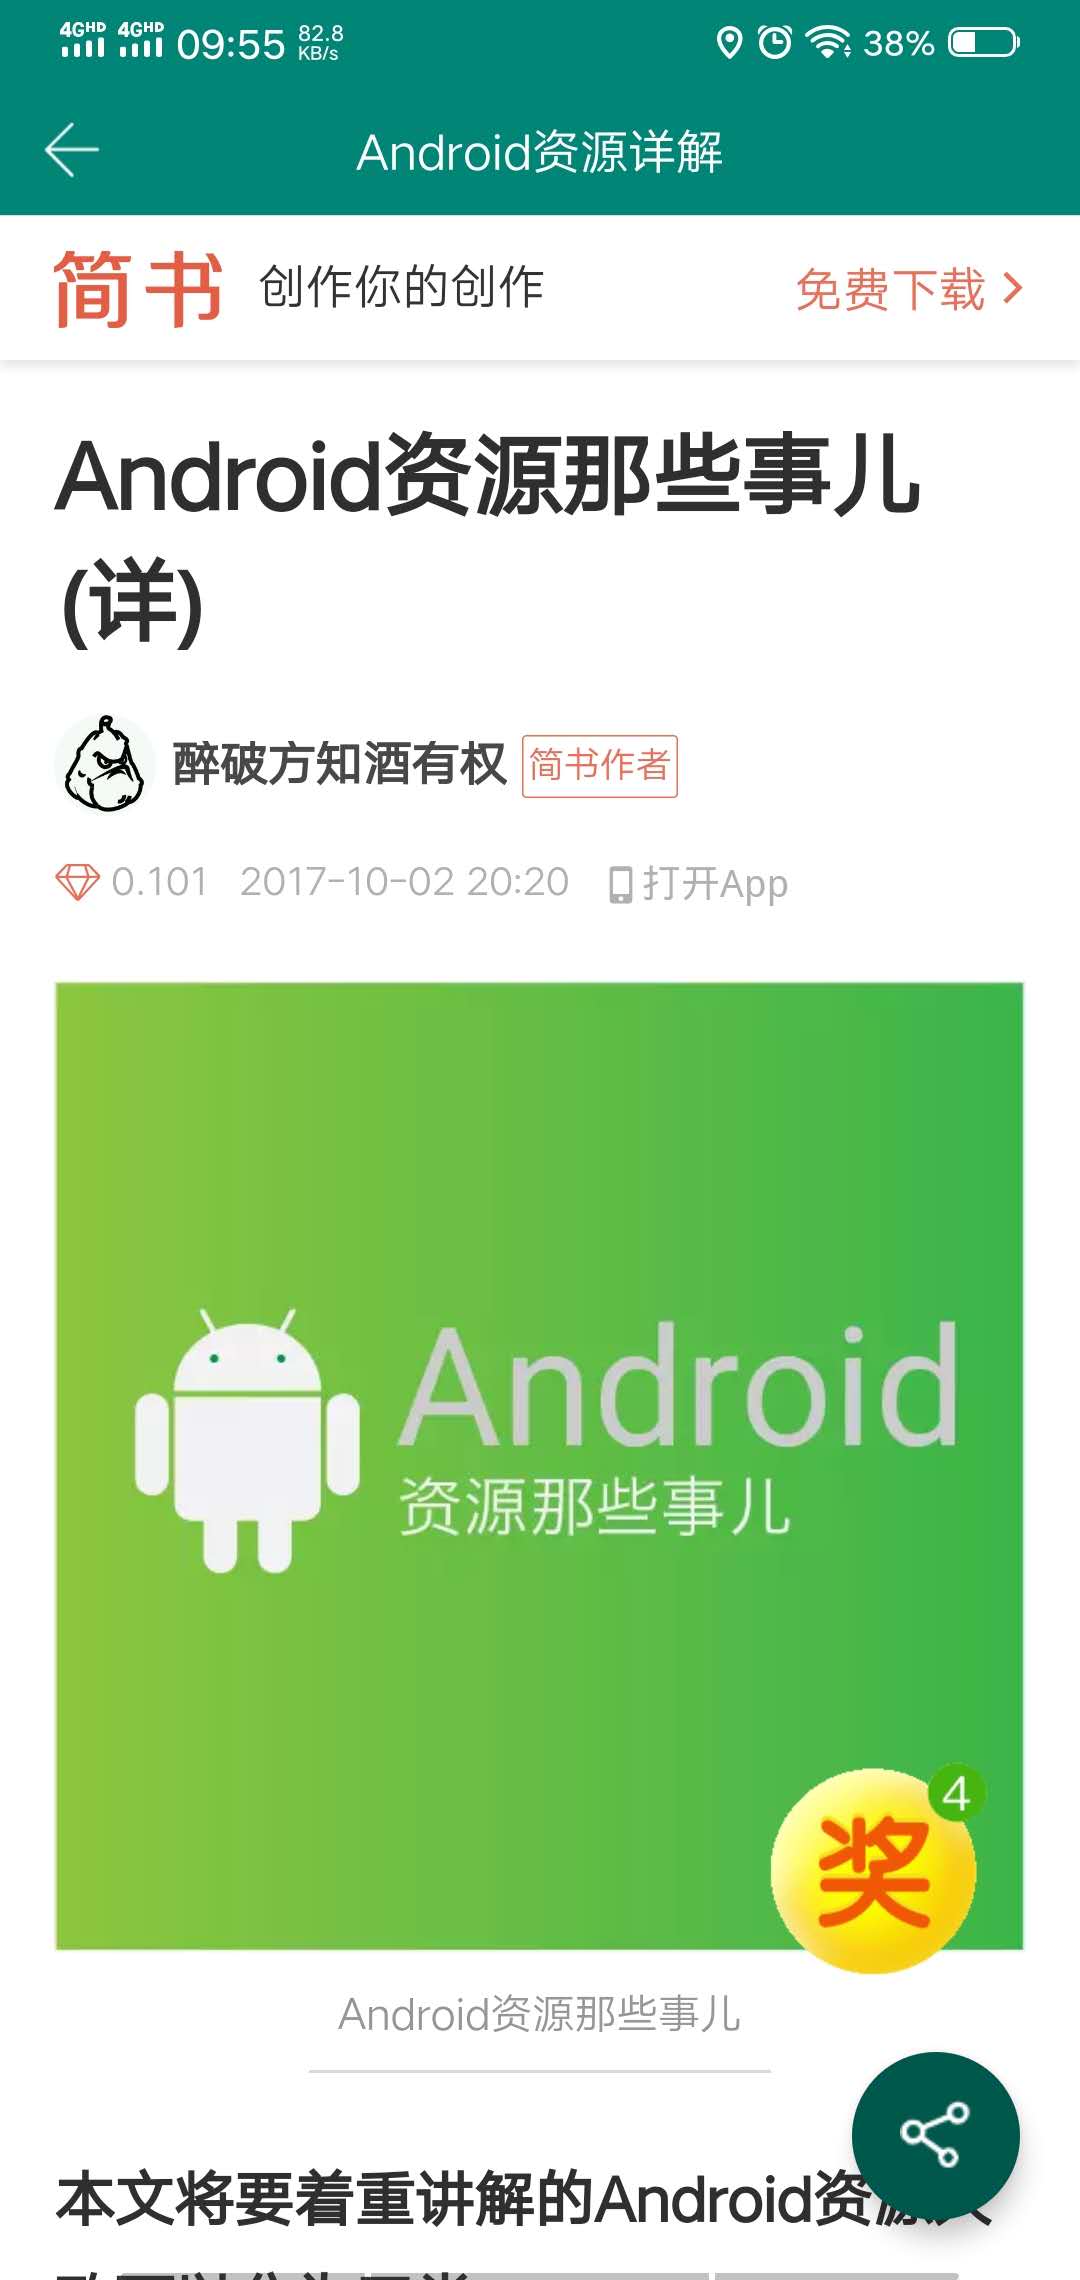 4GHD 4GHD 09:55 82.8 KB/s 38%
Android资源详解
简书 创作你的创作 免费下载
Android资源那些事儿
(详)
醉破方知酒有权 简书作者
0.101 2017-10-02 20:20 打开App
Android
资源那些事儿
4
奖
Android资源那些事儿
本文将要着重讲解的Android资